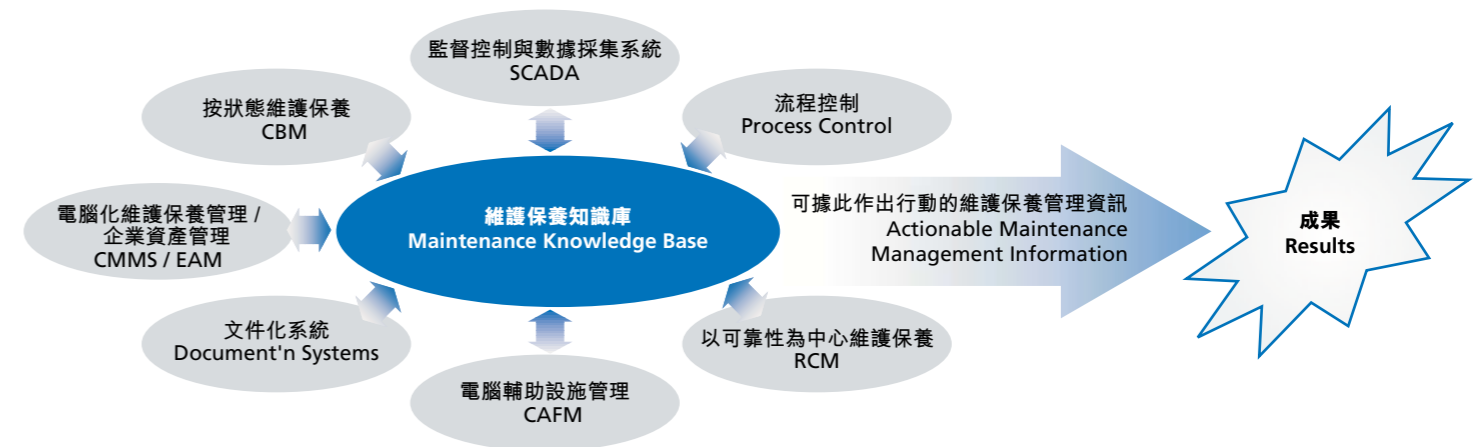 監督控制與數據採集系統
SCADA
按狀態維護保養
CBM
流程控制
Process Control
電腦化維護保養管理 /
企業資產管理
CMMS / EAM
維護保養知識庫
Maintenance Knowledge Base
可據此作出行動的維護保養管理資訊
Actionable Maintenance
Management Information
成果
Results
文件化系統
Document'n Systems
以可靠性為中心維護保養
RCM
電腦輔助設施管理
CAFM